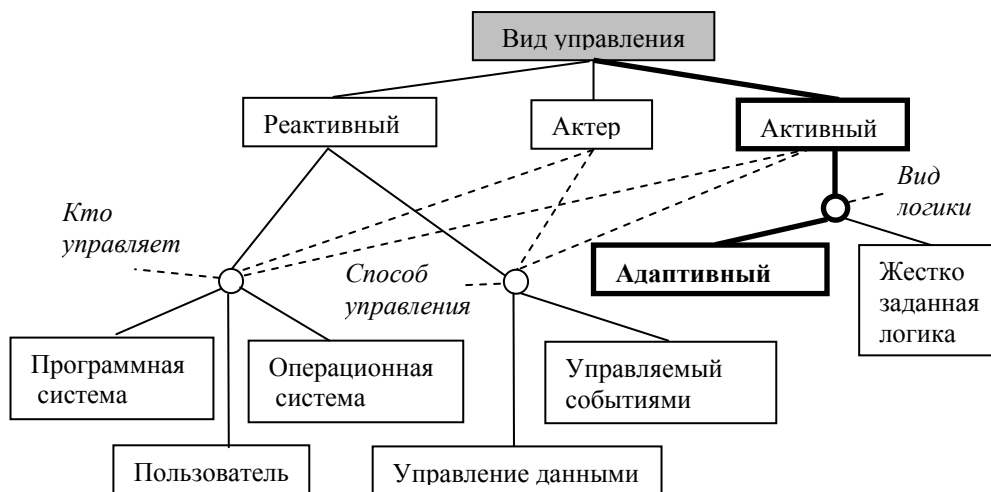 Вид управления
Реактивный
Актер
Активный
Кто
управляет
Вид
логики
Способ
управления
Адаптивный
Жестко
заданная
логика
Программная
система
Операционная
система
Управляемый
событиями
Пользователь
Управление данными